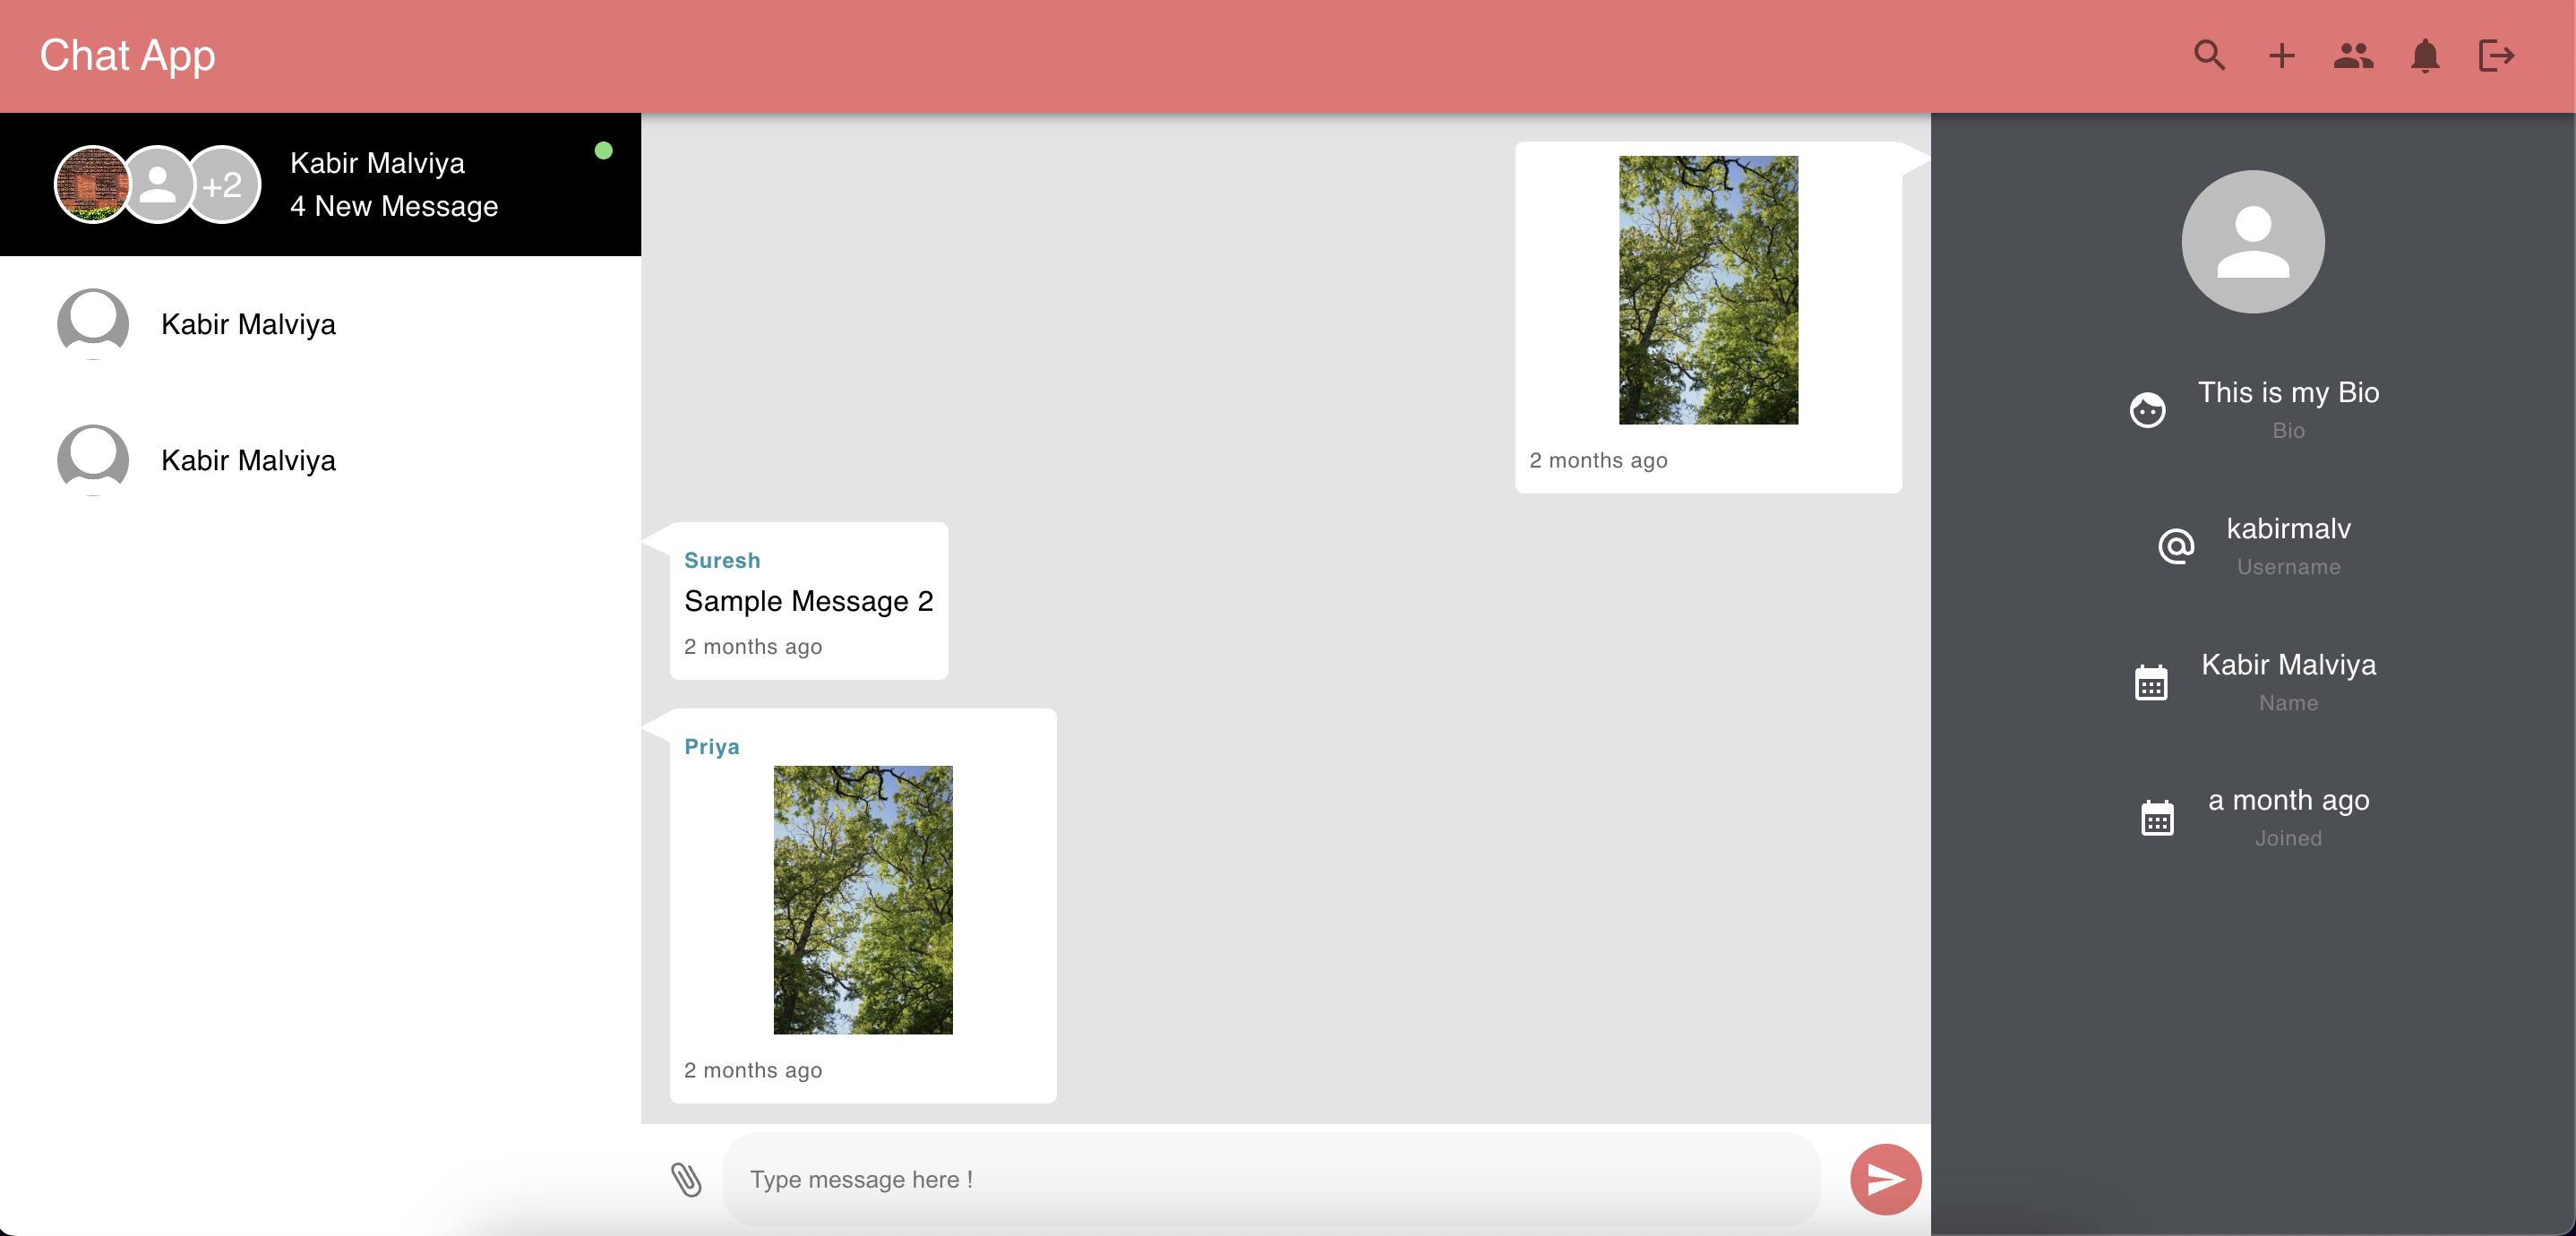 Chat App
+2
Kabir Malviya
4 New Message
Kabir Malviya
Kabir Malviya
2 months ago
Suresh
Sample Message 2
2 months ago
Priya
2 months ago
Type message here !
This is my Bio
Bio
kabirmalv
Username
Kabir Malviya
Name
a month ago
Joined